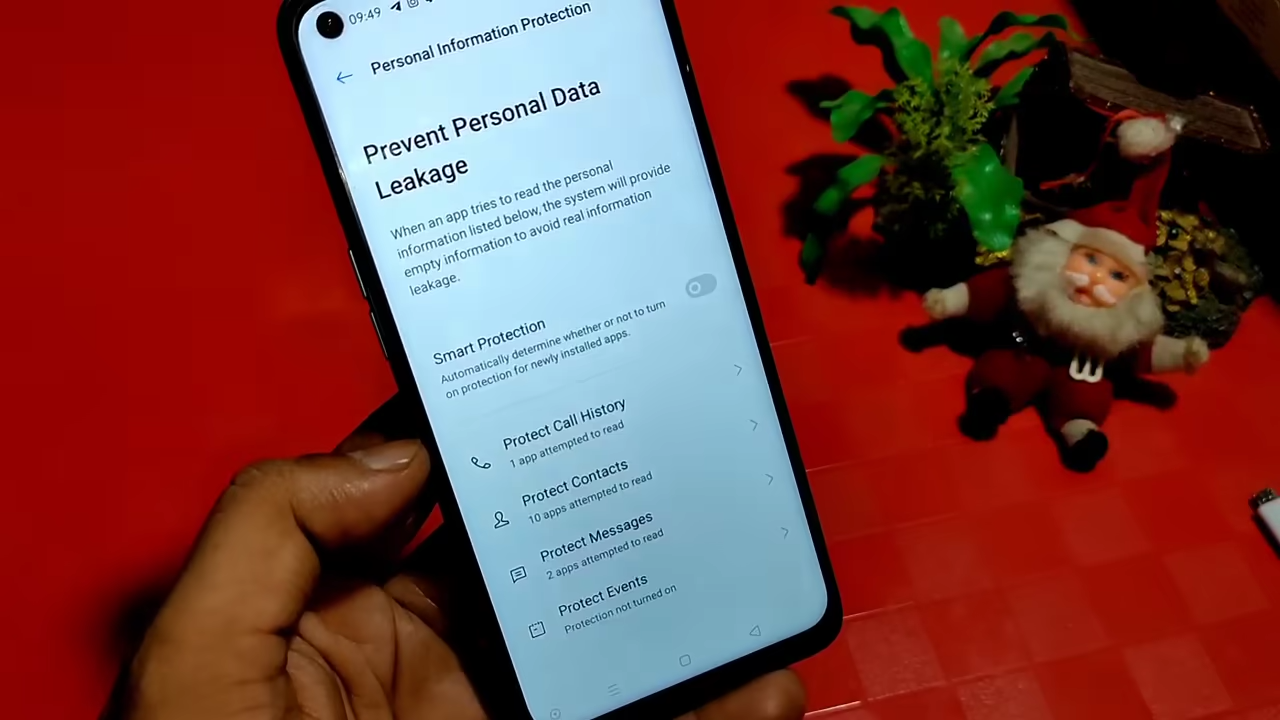 09:49
Personal Information Protection
Prevent Personal Data
Leakage
When an app tries to read the personal
information listed below, the system will provide
empty information to avoid real information
leakage.
Smart Protection
Automatically determine whether or not to turn
on protection for newly installed apps.
Protect Call History
1 app attempted to read
Protect Contacts
10 apps attempted to read
Protect Messages
2 apps attempted to read
Protect Events
Protection not turned on